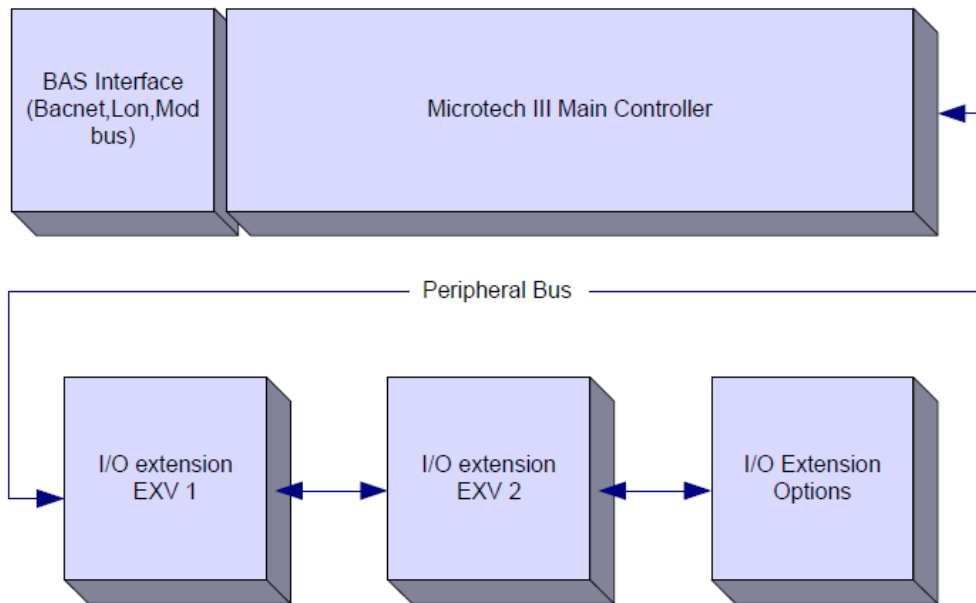 BAS Interface
(Bacnet,Lon,Mod
bus)
Microtech III Main Controller
Peripheral Bus
I/O extension
EXV 1
I/O extension
EXV 2
I/O Extension
Options